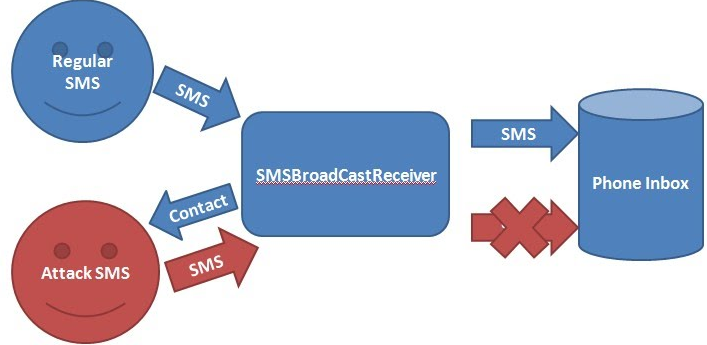 Regular
SMS
SMS
SMSBroadCastReceiver
SMS
Phone Inbox
Contact
Attack SMS
SMS